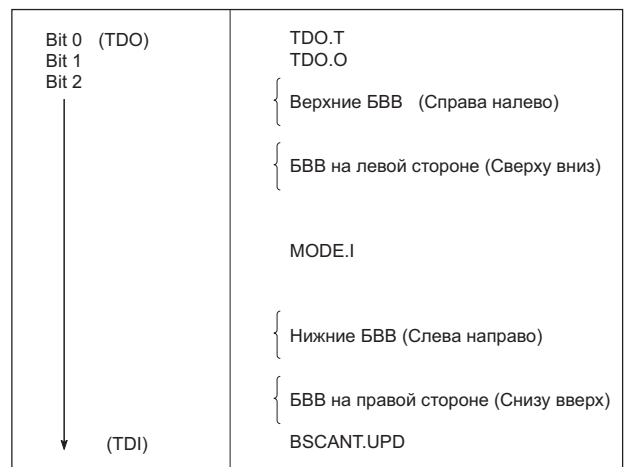 Bit 0 (TDO)
Bit 1
Bit 2
(TDI)
TDO.T
TDO.O
Верхние БВВ (Справа налево)
БВВ на левой стороне (Сверху вниз)
MODE.I
Нижние БВВ (Слева направо)
БВВ на правой стороне (Снизу вверх)
BSCANT.UPD